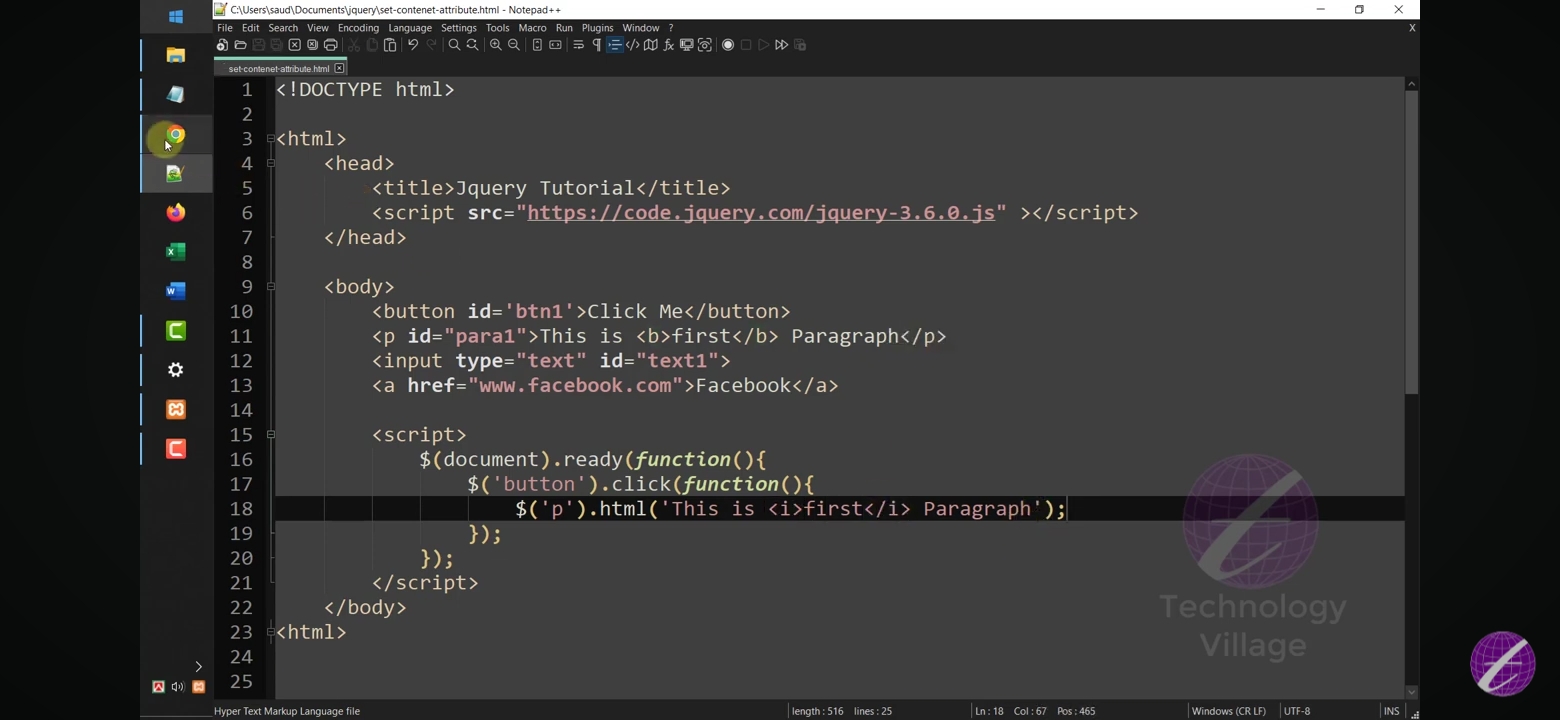 C:\Users\saud\Documents\jquery\set-contenet-attribute.html - Notepad++
File Edit Search View Encoding Language Settings Tools Macro Run Plugins Window ? X
set-contenet-attribute.html
1 <!DOCTYPE html>
2
3 <html>
4 <head>
5 <title>Jquery Tutorial</title>
6 <script src="https://code.jquery.com/jquery-3.6.0.js" ></script>
7 </head>
8
9 <body>
10 <button id='btn1'>Click Me</button>
11 <p id="para1">This is <b>first</b> Paragraph</p>
12 <input type="text" id="text1">
13 <a href="www.facebook.com">Facebook</a>
14
15 <script>
16 $(document).ready(function(){
17 $('button').click(function(){
18 $('p').html('This is <i>first</i> Paragraph');
19 });
20 });
21 </script>
22 </body>
23 <html>
24
25
Technology
Village
Hyper Text Markup Language file length : 516 lines : 25 Ln : 18 Col : 67 Pos : 465 Windows (CR LF) UTF-8 INS